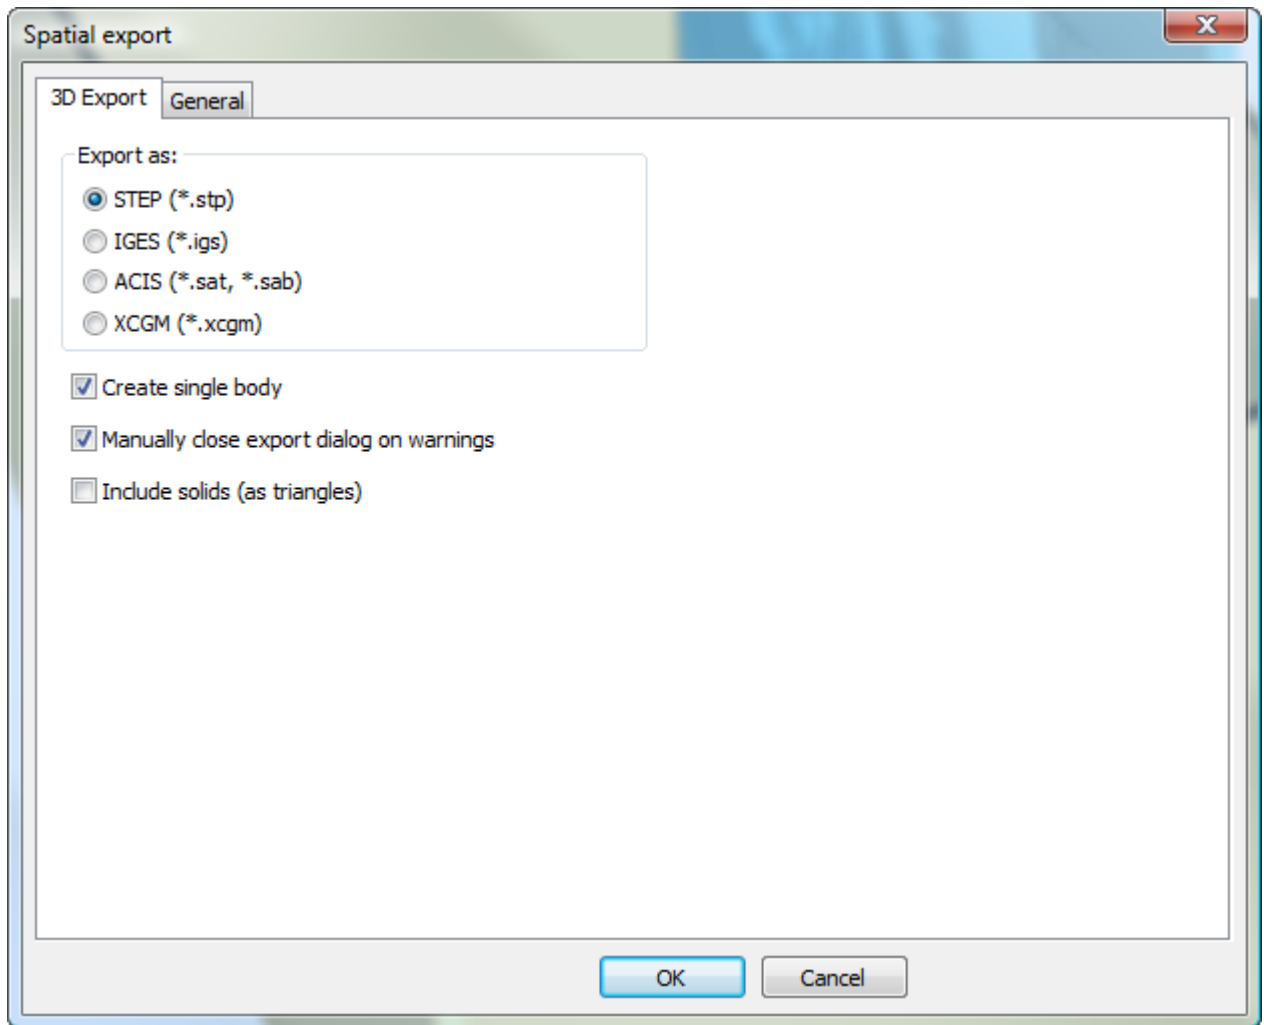 Spatial export
3D Export
General
Export as:
STEP (*.stp)
IGES (*.igs)
ACIS (*.sat, *.sab)
XCGM (*.xcgm)
Create single body
Manually close export dialog on warnings
Include solids (as triangles)
OK
Cancel